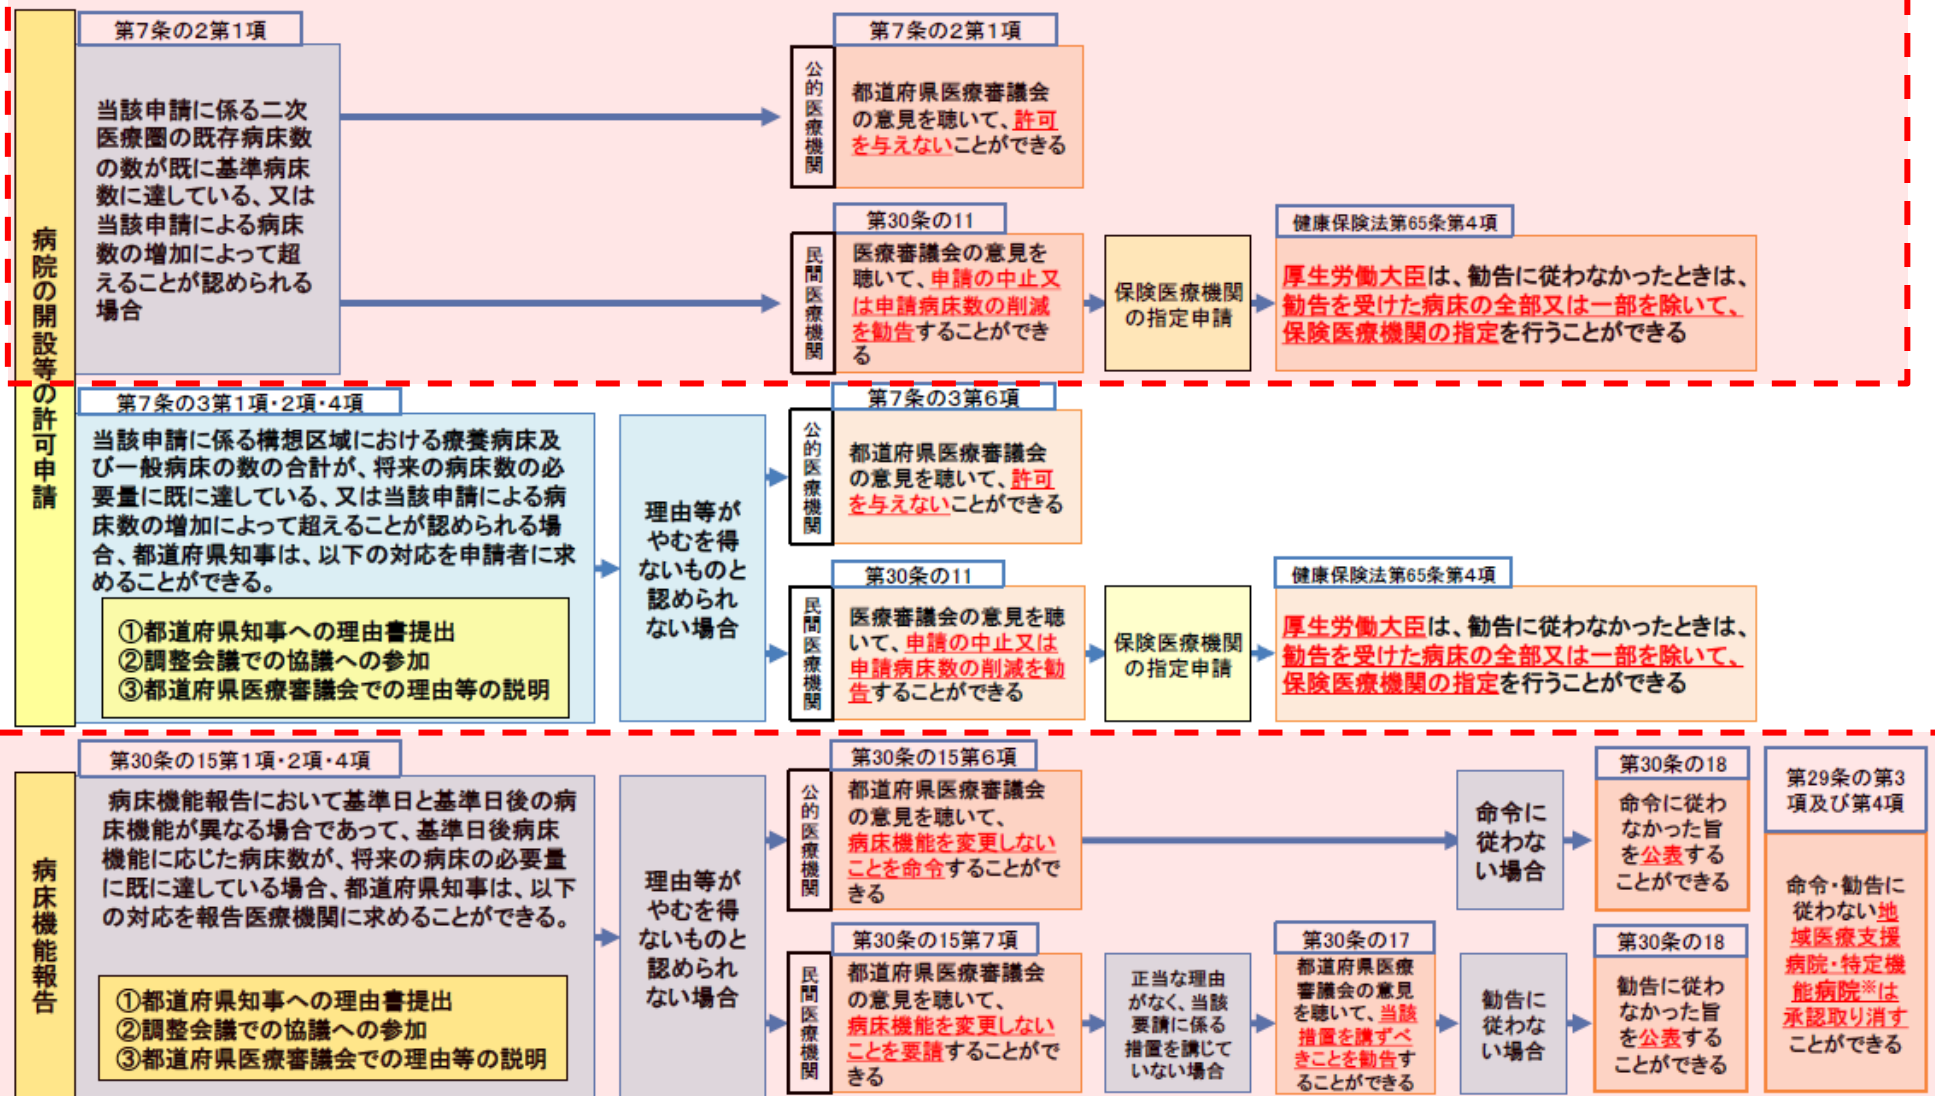 病院の開設等の許可申請
第7条の2第1項
当該申請に係る二次
医療圏の既存病床数
の数が既に基準病床
数に達している、又は
当該申請による病床
数の増加によって超
えることが認められる
場合
公的医療機関
第7条の2第1項
都道府県医療審議会
の意見を聴いて、許可
を与えないことができる
民間医療機関
第30条の11
医療審議会の意見を
聴いて、申請の中止又
は申請病床数の削減
を勧告することができ
る
保険医療機関
の指定申請
健康保険法第65条第4項
厚生労働大臣は、勧告に従わなかったときは、
勧告を受けた病床の全部又は一部を除いて、
保険医療機関の指定を行うことができる
第7条の3第1項・2項・4項
当該申請に係る構想区域における療養病床及
び一般病床の数の合計が、将来の病床数の必
要量に既に達している、又は当該申請による病
床数の増加によって超えることが認められる場
合、都道府県知事は、以下の対応を申請者に求
めることができる。
①都道府県知事への理由書提出
②調整会議での協議への参加
③都道府県医療審議会での理由等の説明
理由等が
やむを得
ないものと
認められ
ない場合
公的医療機関
第7条の3第6項
都道府県医療審議会
の意見を聴いて、許可
を与えないことができる
民間医療機関
第30条の11
医療審議会の意見を聴
いて、申請の中止又は
申請病床数の削減を勧
告することができる
保険医療機関
の指定申請
健康保険法第65条第4項
厚生労働大臣は、勧告に従わなかったときは、
勧告を受けた病床の全部又は一部を除いて、
保険医療機関の指定を行うことができる
病床機能報告
第30条の15第1項・2項・4項
病床機能報告において基準日と基準日後の病
床機能が異なる場合であって、基準日後病床
機能に応じた病床数が、将来の病床の必要量
に既に達している場合、都道府県知事は、以下
の対応を報告医療機関に求めることができる。
①都道府県知事への理由書提出
②調整会議での協議への参加
③都道府県医療審議会での理由等の説明
理由等が
やむを得
ないものと
認められ
ない場合
公的医療機関
第30条の15第6項
都道府県医療審議会
の意見を聴いて、
病床機能を変更しない
ことを命令することがで
きる
命令に
従わな
い場合
第30条の18
命令に従わ
なかった旨
を公表する
ことができる
民間医療機関
第30条の15第7項
都道府県医療審議会
の意見を聴いて、
病床機能を変更しない
ことを要請することがで
きる
正当な理由
がなく、当該
要請に係る
措置を講じて
いない場合
第30条の17
都道府県医療
審議会の意見
を聴いて、当該
措置を講ずべ
きことを勧告す
ることができる
勧告に
従わな
い場合
第30条の18
勧告に従わ
なかった旨
を公表する
ことができる
第29条の第3
項及び第4項
命令・勧告に
従わない地
域医療支援
病院・特定機
能病院※は
承認取り消す
ことができる